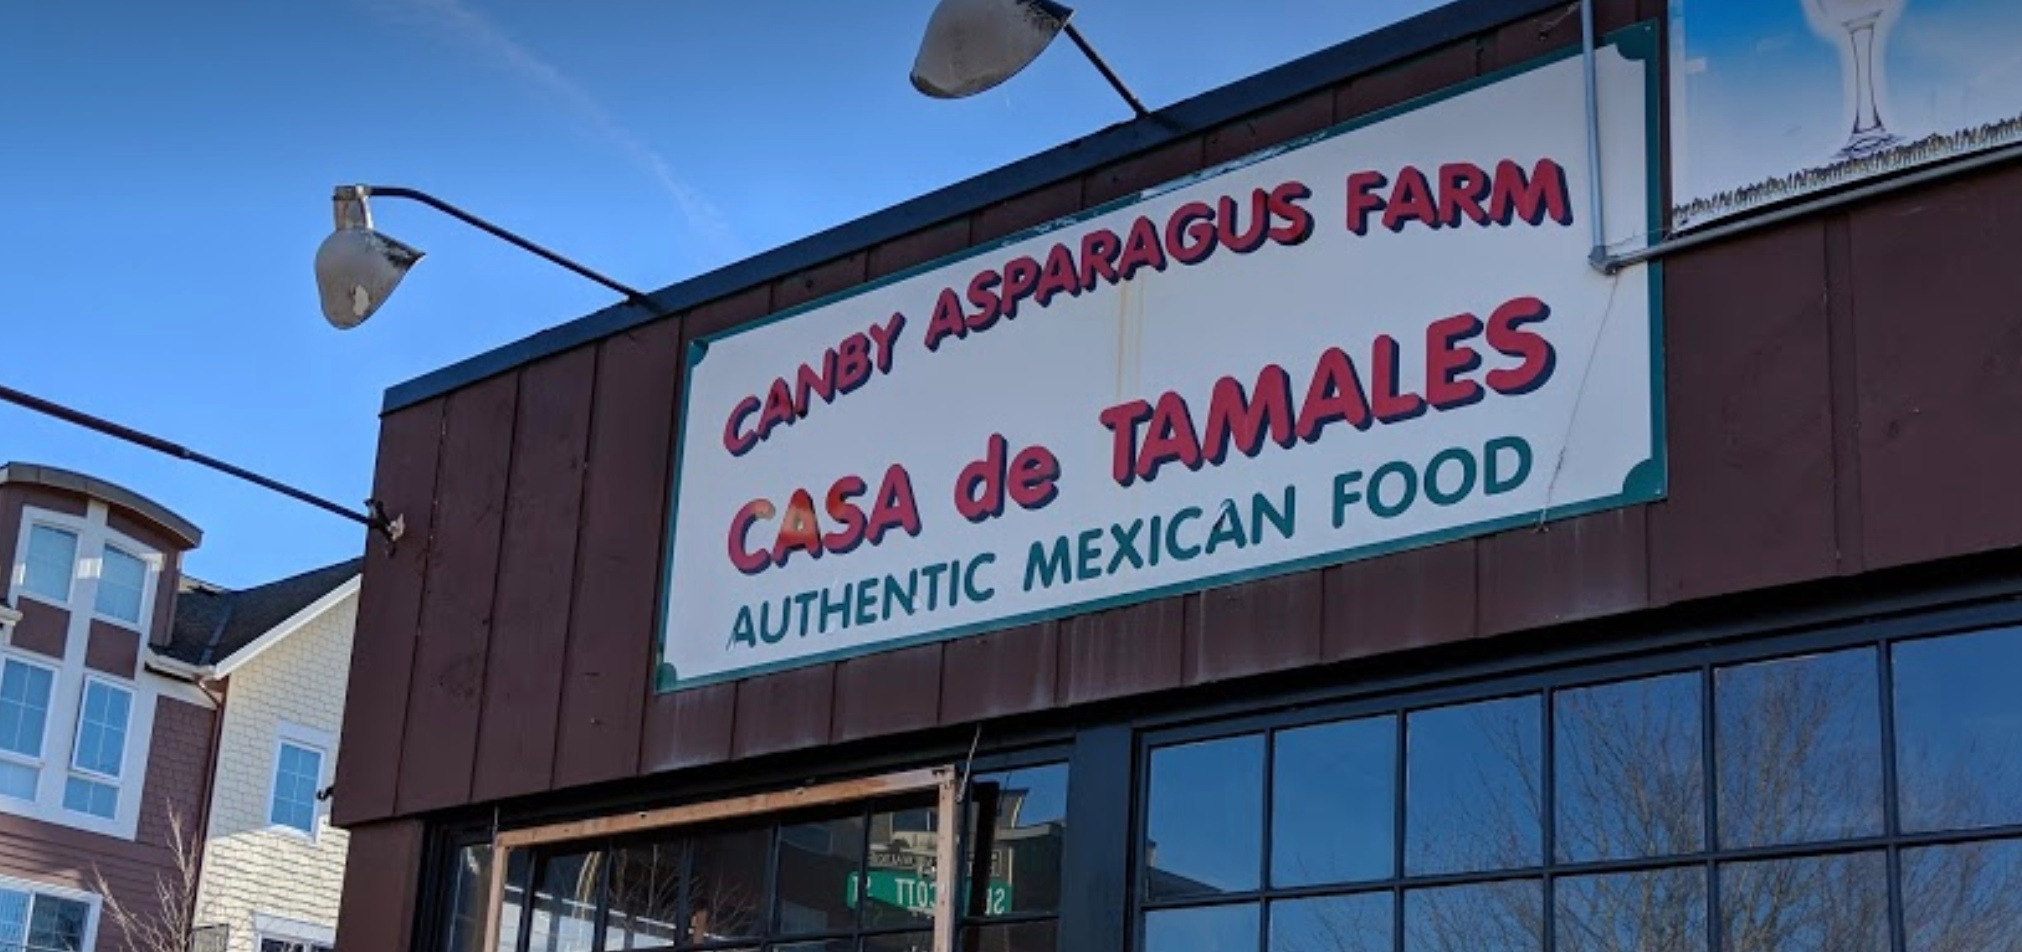 CANBY ASPARAGUS FARM
CASA de TAMALES
AUTHENTIC MEXICAN FOOD